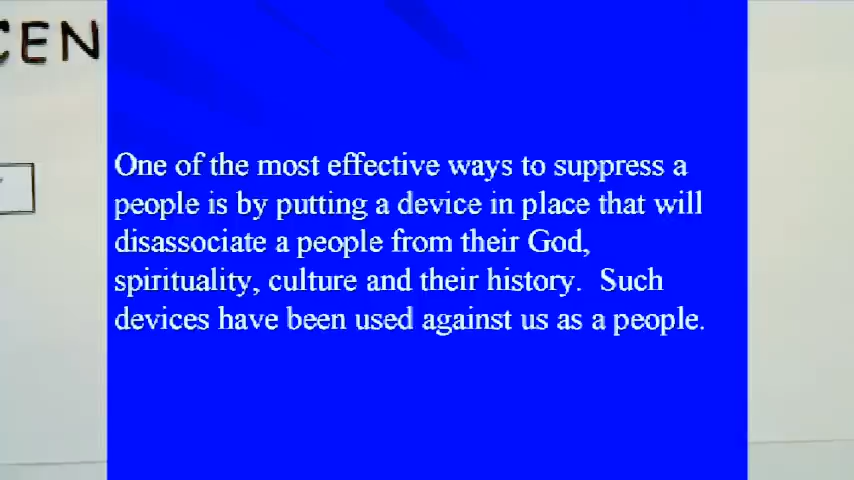 CEN
One of the most effective ways to suppress a
people is by putting a device in place that will
disassociate a people from their God,
spirituality, culture and their history.  Such
devices have been used against us as a people.